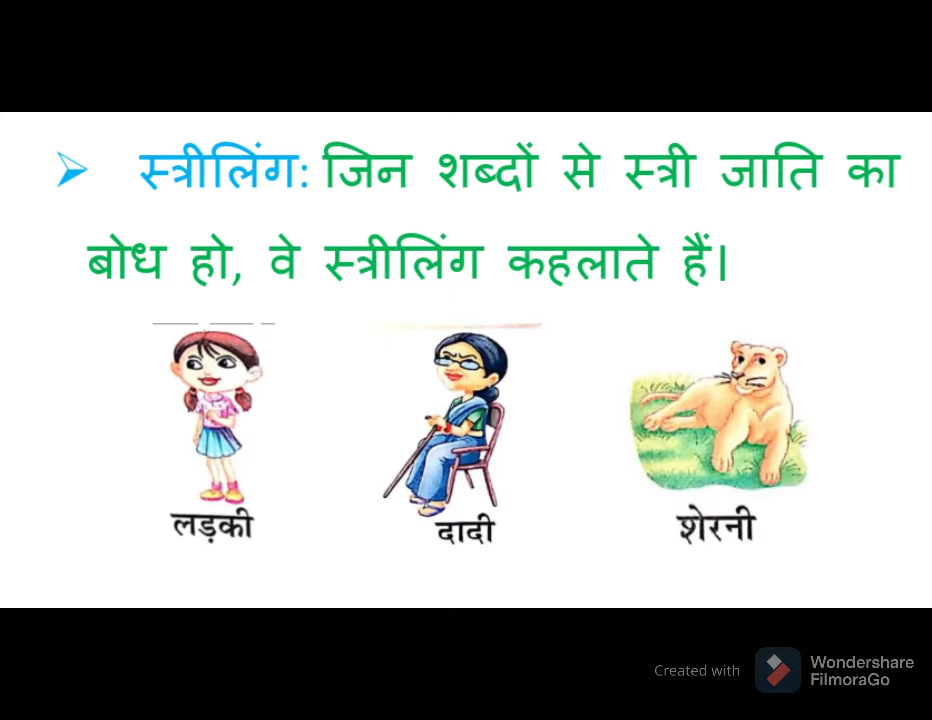 स्त्रीलिंग: जिन शब्दों से स्त्री जाति का
बोध हो, वे स्त्रीलिंग कहलाते हैं।
लड़की
दादी
शेरनी
Created with Wondershare FilmoraGo